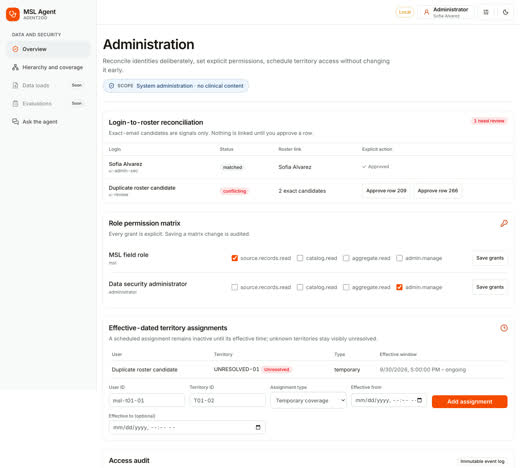 MSL Agent
AGENT2GO
Local
Administrator
Sofia Alvarez
DATA AND SECURITY
Overview
Hierarchy and coverage
Data loads
Soon
Evaluations
Soon
Ask the agent
Administration
Reconcile identities deliberately, set explicit permissions, schedule territory access without changing
it early.
SCOPE System administration · no clinical content
Login-to-roster reconciliation
1 need review
Exact-email candidates are signals only. Nothing is linked until you approve a row.
Login Status Roster link Explicit action
Sofia Alvarez
u-admin-sec
matched
Sofia Alvarez
Approved
Duplicate roster candidate
u-review
conflicting
2 exact candidates
Approve row 209
Approve row 266
Role permission matrix
Every grant is explicit. Saving a matrix change is audited.
MSL field role
msl
source.records.read catalog.read aggregate.read admin.manage
Save grants
Data security administrator
administrator
source.records.read catalog.read aggregate.read admin.manage
Save grants
Effective-dated territory assignments
A scheduled assignment remains inactive until its effective time; unknown territories stay visibly unresolved.
User Territory Type Effective window
Duplicate roster candidate UNRESOLVED-01 Unresolved temporary 9/30/2026, 5:00:00 PM – ongoing
User ID Territory ID Assignment type Effective from
msl-t01-01 T01-02 Temporary coverage mm/dd/yyyy, --:-- --
Add assignment
Effective to (optional)
mm/dd/yyyy, --:-- --
Access audit
Immutable event log